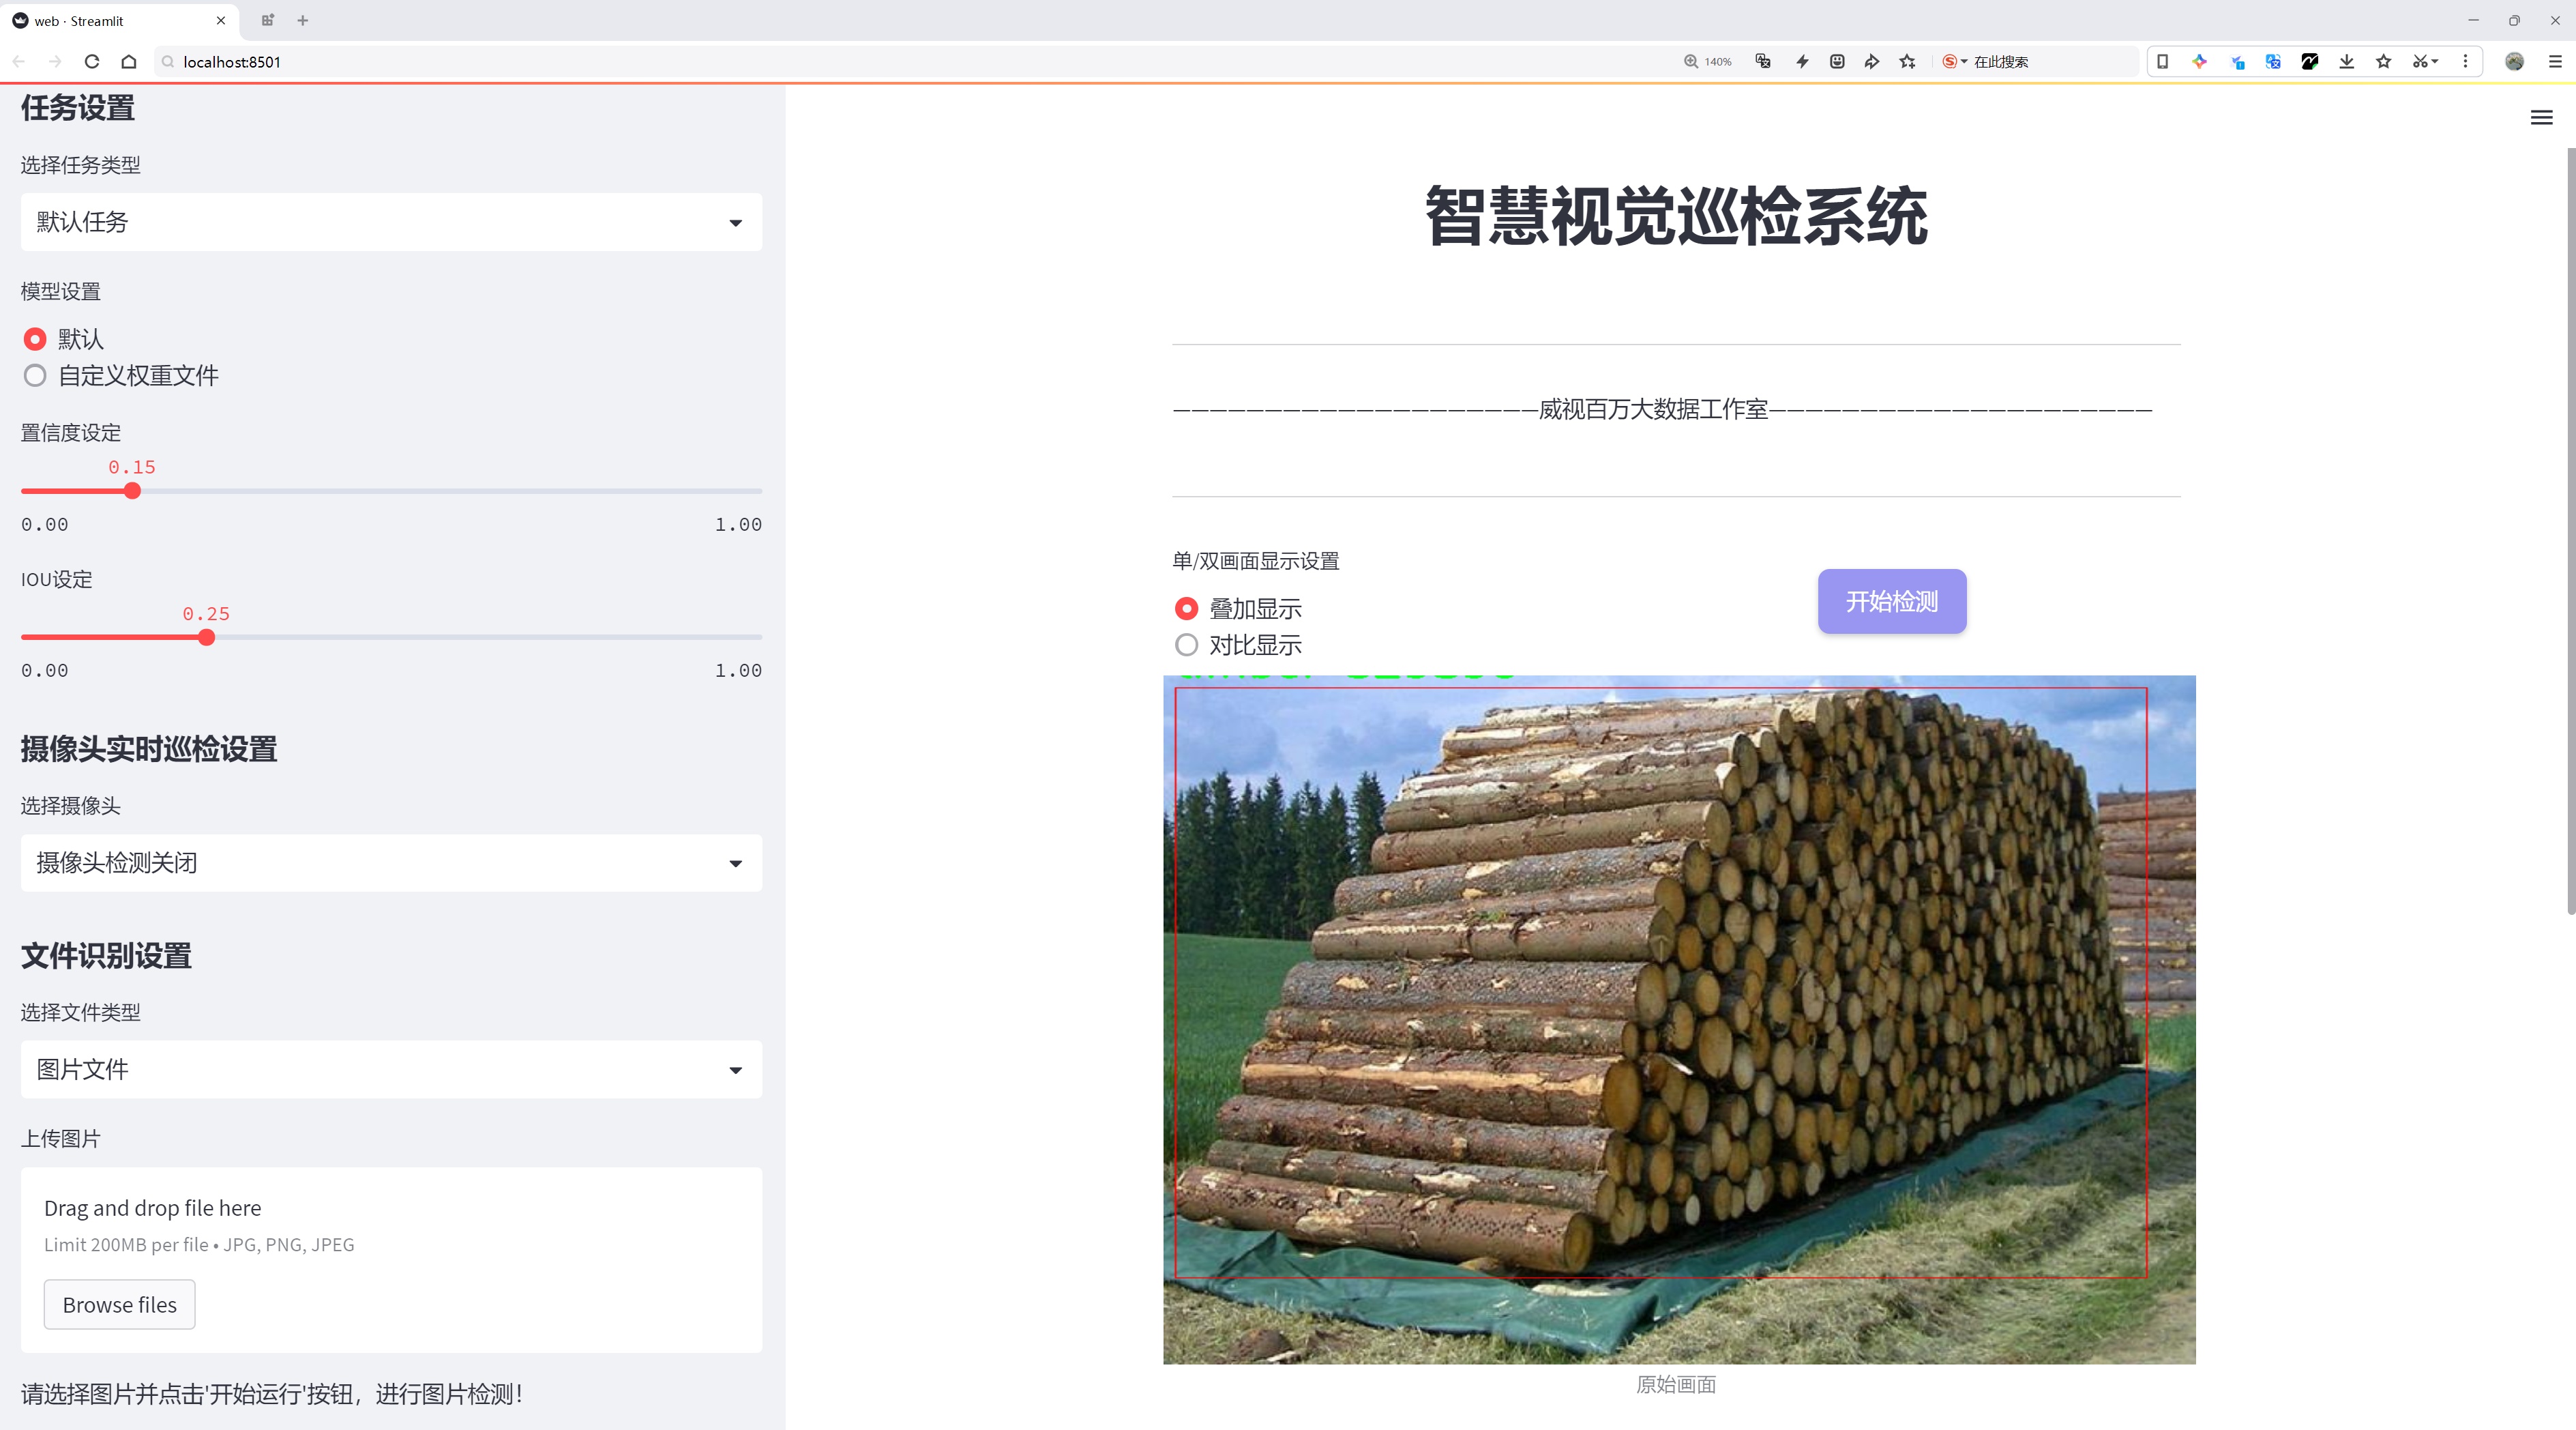 web · Streamlit
localhost:8501
140%
在此搜索
任务设置
选择任务类型
默认任务
模型设置
默认
自定义权重文件
置信度设定
0.15
0.00 1.00
IOU设定
0.25
0.00 1.00
摄像头实时巡检设置
选择摄像头
摄像头检测关闭
文件识别设置
选择文件类型
图片文件
上传图片
Drag and drop file here
Limit 200MB per file • JPG, PNG, JPEG
Browse files
请选择图片并点击'开始运行'按钮，进行图片检测！
智慧视觉巡检系统
————————————————————威视百万大数据工作室—————————————————————
单/双画面显示设置
叠加显示
对比显示
开始检测
原始画面